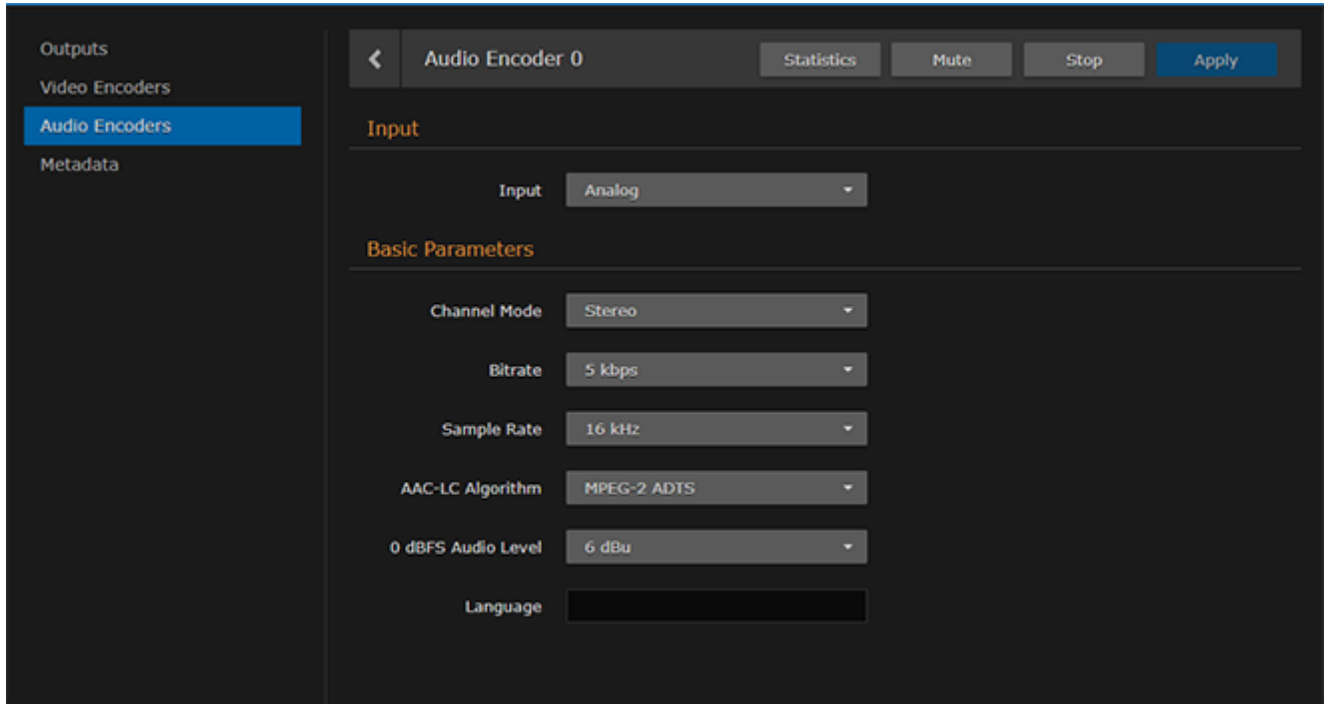 Outputs
Video Encoders
Audio Encoders
Metadata
Audio Encoder 0 Statistics Mute Stop Apply
Input
Input Analog
Basic Parameters
Channel Mode Stereo
Bitrate 5 kbps
Sample Rate 16 kHz
AAC-LC Algorithm MPEG-2 ADTS
0 dBFS Audio Level 6 dBu
Language